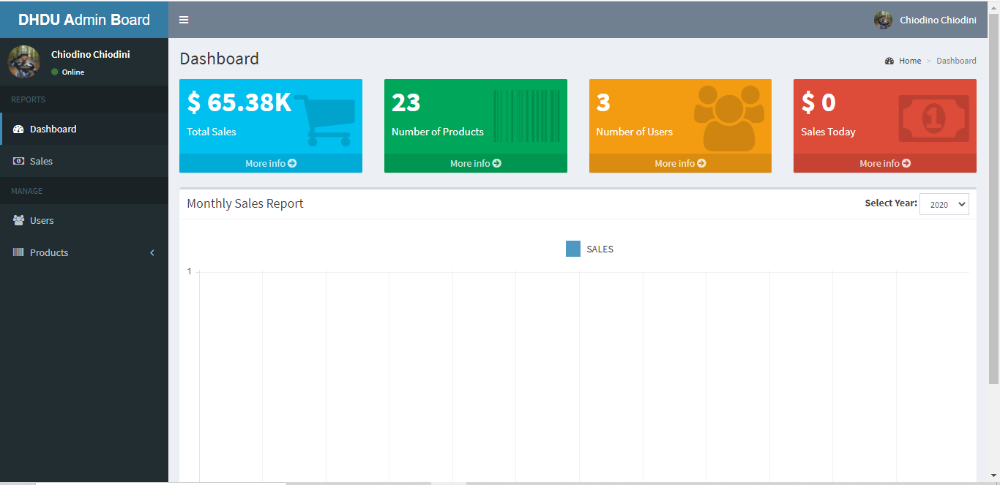 DHDU Admin Board
Chiodino Chiodini
Chiodino Chiodini
Online
REPORTS
Dashboard
Sales
MANAGE
Users
Products
Dashboard
Home > Dashboard
$ 65.38K
Total Sales
More info
23
Number of Products
More info
3
Number of Users
More info
$ 0
Sales Today
More info
Monthly Sales Report
Select Year: 2020
SALES
1